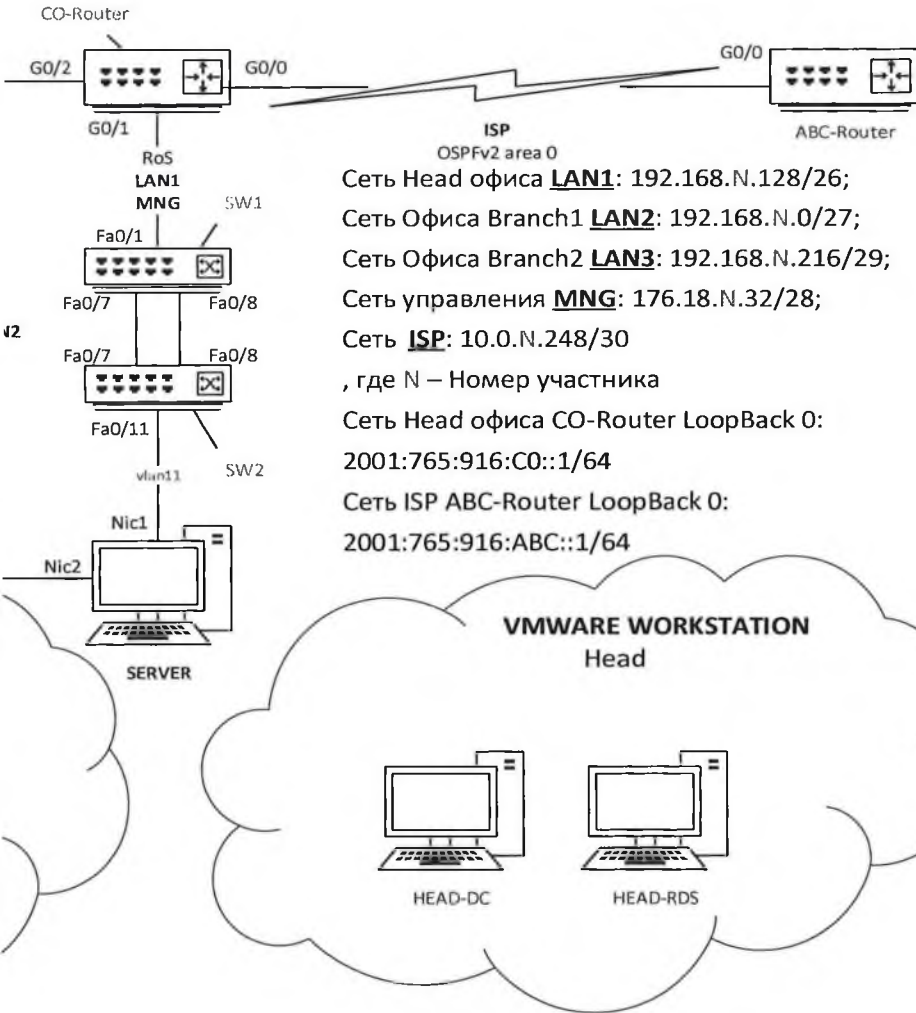 CO-Router
G0/2
G0/0
G0/0
G0/1
ISP
OSPFv2 area 0
ABC-Router
RoS
LAN1
MNG
SW1
Fa0/1
Fa0/7
Fa0/8
Fa0/7
Fa0/8
Fa0/11
SW2
vlan11
Nic1
Nic2
SERVER
Сеть Head офиса LAN1: 192.168.N.128/26;
Сеть Офиса Branch1 LAN2: 192.168.N.0/27;
Сеть Офиса Branch2 LAN3: 192.168.N.216/29;
Сеть управления MNG: 176.18.N.32/28;
Сеть ISP: 10.0.N.248/30
, где N – Номер участника
Сеть Head офиса CO-Router LoopBack 0:
2001:765:916:C0::1/64
Сеть ISP ABC-Router LoopBack 0:
2001:765:916:ABC::1/64
VMWARE WORKSTATION
Head
HEAD-DC
HEAD-RDS